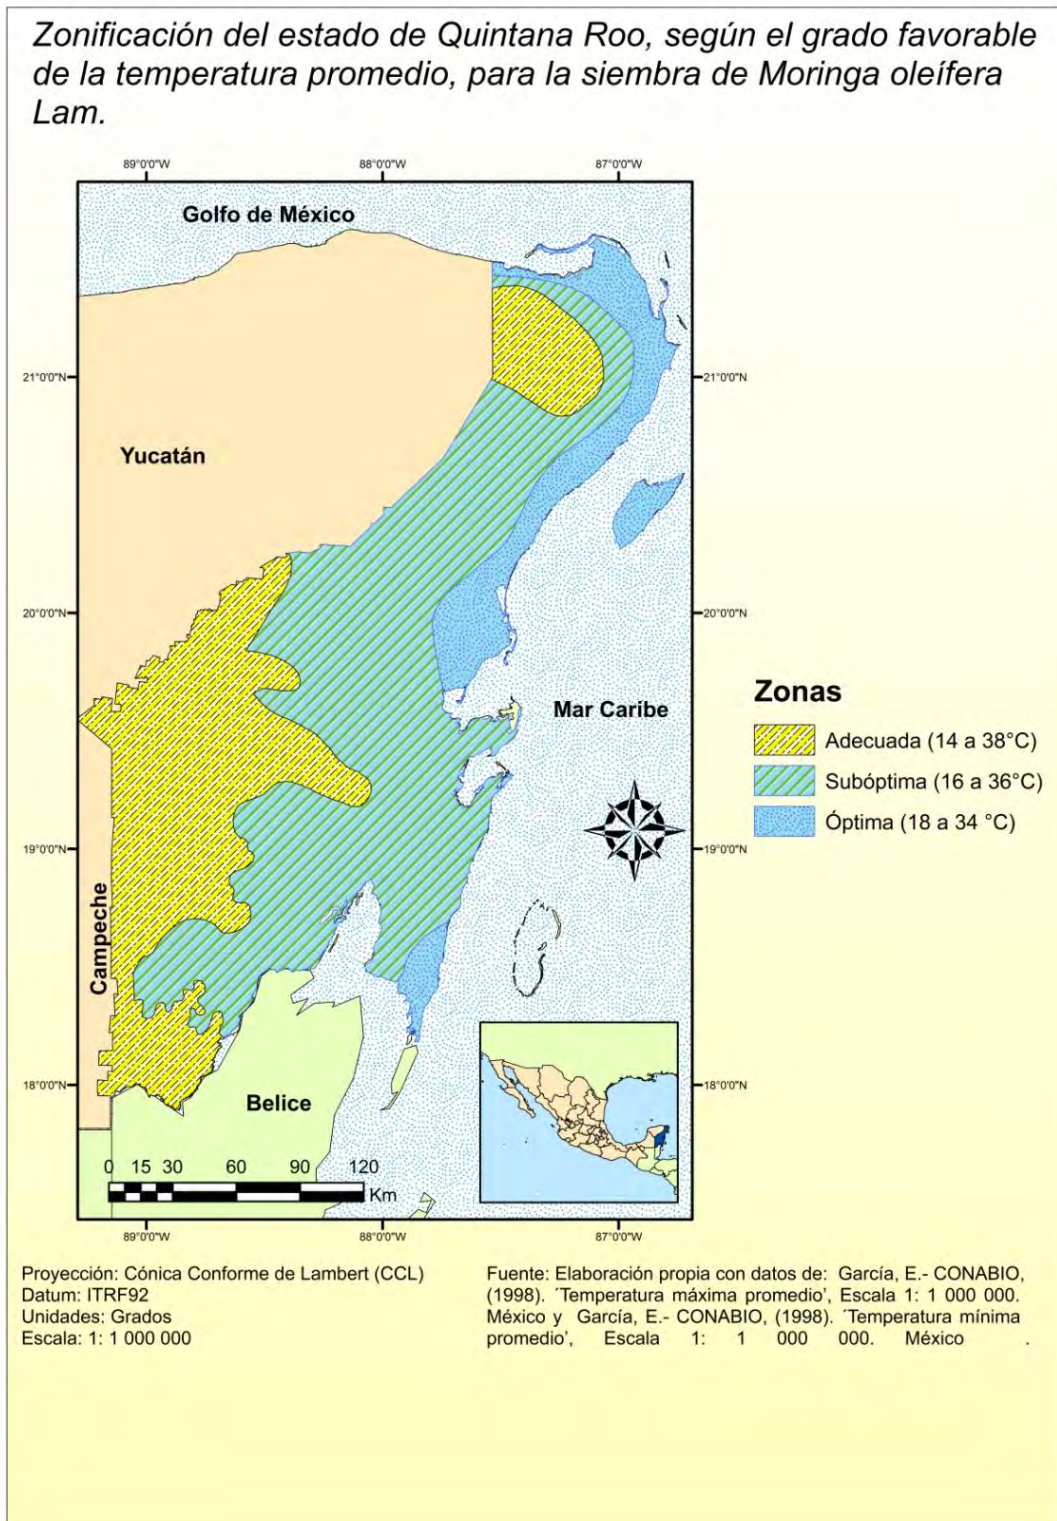 Zonificación del estado de Quintana Roo, según el grado favorable
de la temperatura promedio, para la siembra de Moringa oleífera
Lam.
89°0'0"W 88°0'0"W 87°0'0"W
Golfo de México
21°0'0"N 21°0'0"N
Yucatán
20°0'0"N 20°0'0"N
Mar Caribe
Zonas
Adecuada (14 a 38°C)
Subóptima (16 a 36°C)
Óptima (18 a 34 °C)
19°0'0"N 19°0'0"N
Campeche
18°0'0"N 18°0'0"N
Belice
0 15 30 60 90 120
Km
89°0'0"W 88°0'0"W 87°0'0"W
Proyección: Cónica Conforme de Lambert (CCL)
Datum: ITRF92
Unidades: Grados
Escala: 1: 1 000 000
Fuente: Elaboración propia con datos de: García, E.- CONABIO,
(1998). ‘Temperatura máxima promedio’, Escala 1: 1 000 000.
México y García, E.- CONABIO, (1998). ´Temperatura mínima
promedio’, Escala 1: 1 000 000. México .